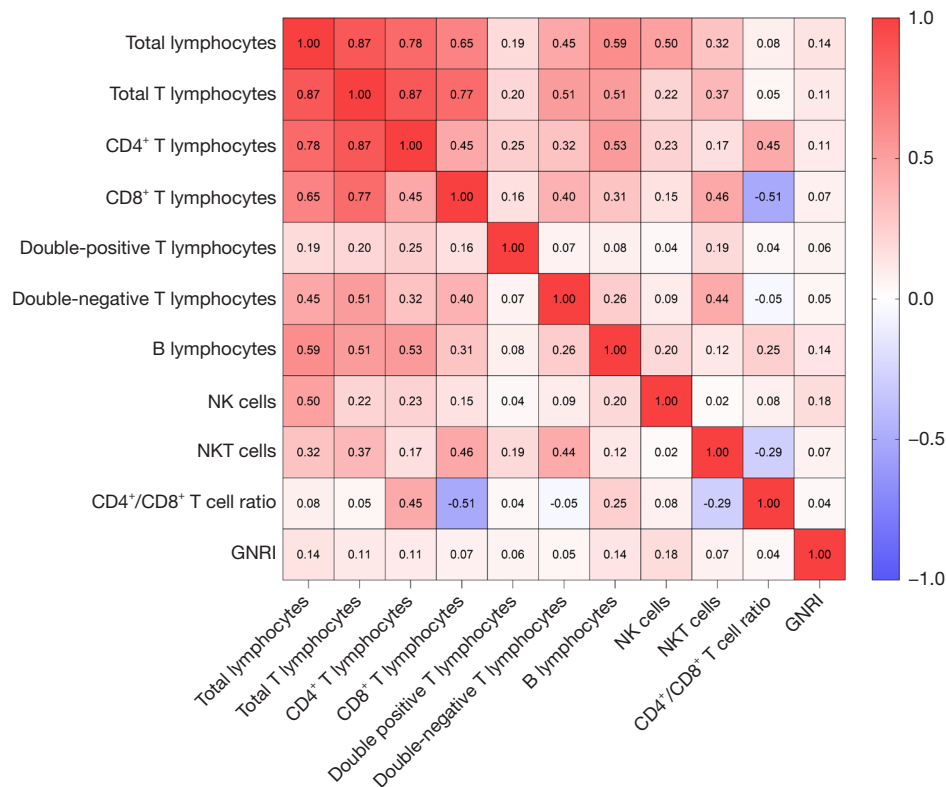 Total lymphocytes 1.00 0.87 0.78 0.65 0.19 0.45 0.59 0.50 0.32 0.08 0.14
Total T lymphocytes 0.87 1.00 0.87 0.77 0.20 0.51 0.51 0.22 0.37 0.05 0.11
CD4⁺ T lymphocytes 0.78 0.87 1.00 0.45 0.25 0.32 0.53 0.23 0.17 0.45 0.11
CD8⁺ T lymphocytes 0.65 0.77 0.45 1.00 0.16 0.40 0.31 0.15 0.46 -0.51 0.07
Double-positive T lymphocytes 0.19 0.20 0.25 0.16 1.00 0.07 0.08 0.04 0.19 0.04 0.06
Double-negative T lymphocytes 0.45 0.51 0.32 0.40 0.07 1.00 0.26 0.09 0.44 -0.05 0.05
B lymphocytes 0.59 0.51 0.53 0.31 0.08 0.26 1.00 0.20 0.12 0.25 0.14
NK cells 0.50 0.22 0.23 0.15 0.04 0.09 0.20 1.00 0.02 0.08 0.18
NKT cells 0.32 0.37 0.17 0.46 0.19 0.44 0.12 0.02 1.00 -0.29 0.07
CD4⁺/CD8⁺ T cell ratio 0.08 0.05 0.45 -0.51 0.04 -0.05 0.25 0.08 -0.29 1.00 0.04
GNRI 0.14 0.11 0.11 0.07 0.06 0.05 0.14 0.18 0.07 0.04 1.00
Total lymphocytes
Total T lymphocytes
CD4⁺ T lymphocytes
CD8⁺ T lymphocytes
Double positive T lymphocytes
Double-negative T lymphocytes
B lymphocytes
NK cells
NKT cells
CD4⁺/CD8⁺ T cell ratio
GNRI
1.0
0.5
0.0
−0.5
−1.0